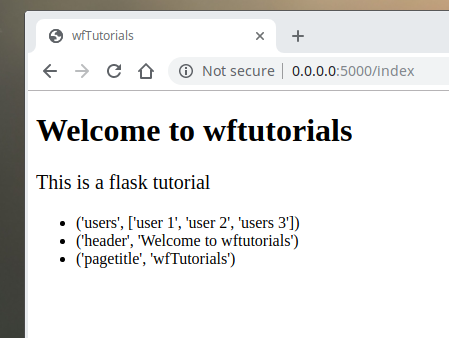 wfTutorials
Not secure | 0.0.0.0:5000/index
Welcome to wftutorials
This is a flask tutorial
• ('users', ['user 1', 'user 2', 'users 3'])
• ('header', 'Welcome to wftutorials')
• ('pagetitle', 'wfTutorials')